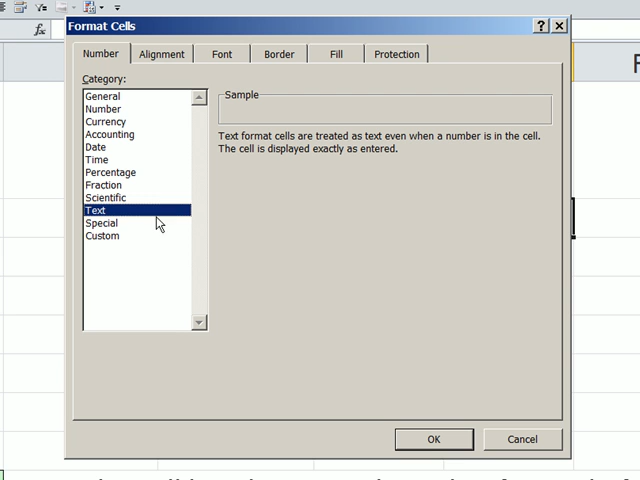 Format Cells
Number Alignment Font Border Fill Protection
Category:
General
Number
Currency
Accounting
Date
Time
Percentage
Fraction
Scientific
Text
Special
Custom
Sample
Text format cells are treated as text even when a number is in the cell.
The cell is displayed exactly as entered.
OK Cancel
fx
F